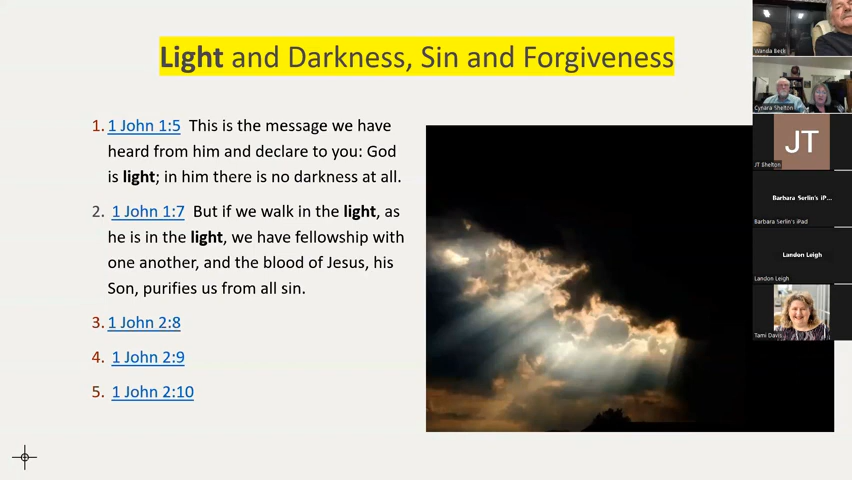 Light and Darkness, Sin and Forgiveness
1. 1 John 1:5 This is the message we have
heard from him and declare to you: God
is light; in him there is no darkness at all.
2. 1 John 1:7 But if we walk in the light, as
he is in the light, we have fellowship with
one another, and the blood of Jesus, his
Son, purifies us from all sin.
3. 1 John 2:8
4. 1 John 2:9
5. 1 John 2:10
Wanda Beck
Cynara Shelton
JT
JT Shelton
Barbara Serlin's iP...
Barbara Serlin's iPad
Landon Leigh
Landon Leigh
Tami Davis